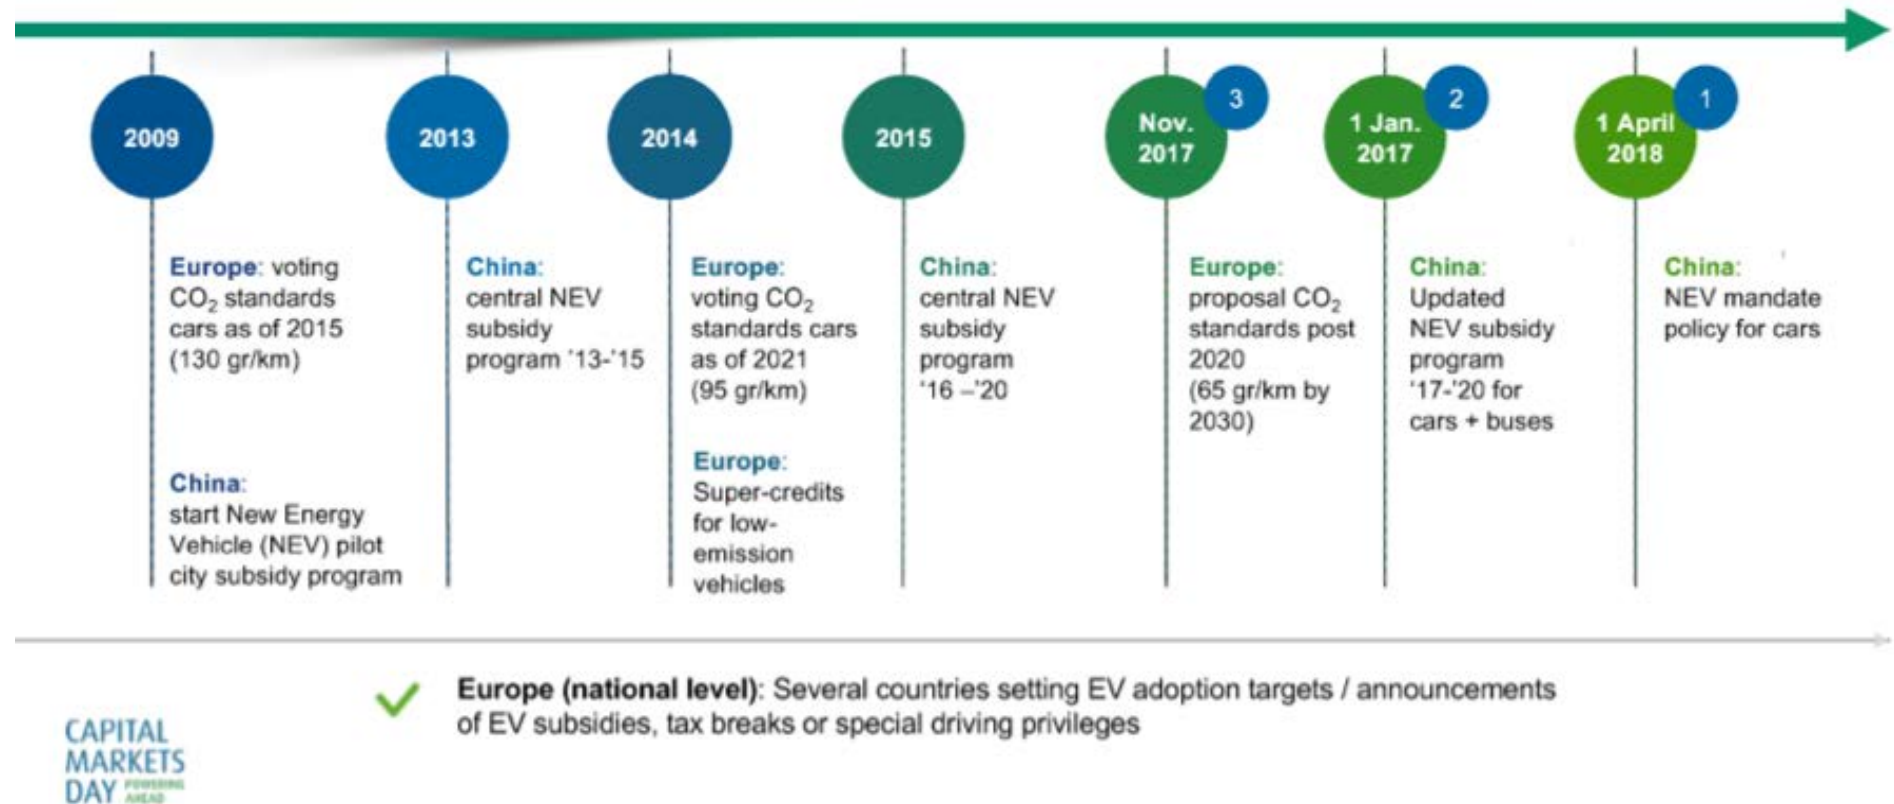 2009
2013
2014
2015
Nov.
2017
3
1 Jan.
2017
2
1 April
2018
1
Europe: voting
CO₂ standards
cars as of 2015
(130 gr/km)
China:
start New Energy
Vehicle (NEV) pilot
city subsidy program
China:
central NEV
subsidy
program '13-'15
Europe:
voting CO₂
standards cars
as of 2021
(95 gr/km)
Europe:
Super-credits
for low-
emission
vehicles
China:
central NEV
subsidy
program
'16 –'20
Europe:
proposal CO₂
standards post
2020
(65 gr/km by
2030)
China:
Updated
NEV subsidy
program
'17-'20 for
cars + buses
China:
NEV mandate
policy for cars
Europe (national level): Several countries setting EV adoption targets / announcements
of EV subsidies, tax breaks or special driving privileges
CAPITAL
MARKETS
DAY POWERING
AHEAD